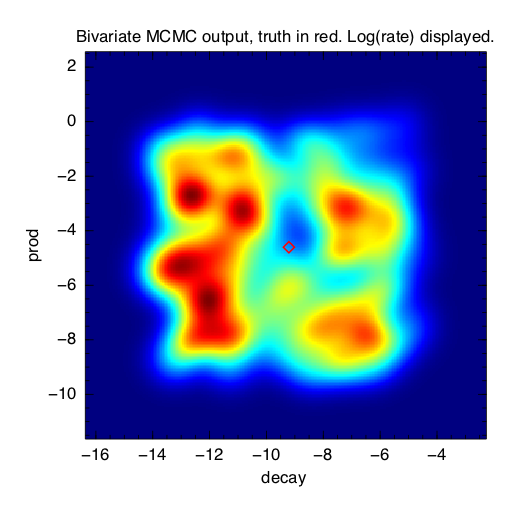 Bivariate MCMC output, truth in red. Log(rate) displayed.
2
0
−2
−4
−6
−8
−10
prod
−16 −14 −12 −10 −8 −6 −4
decay